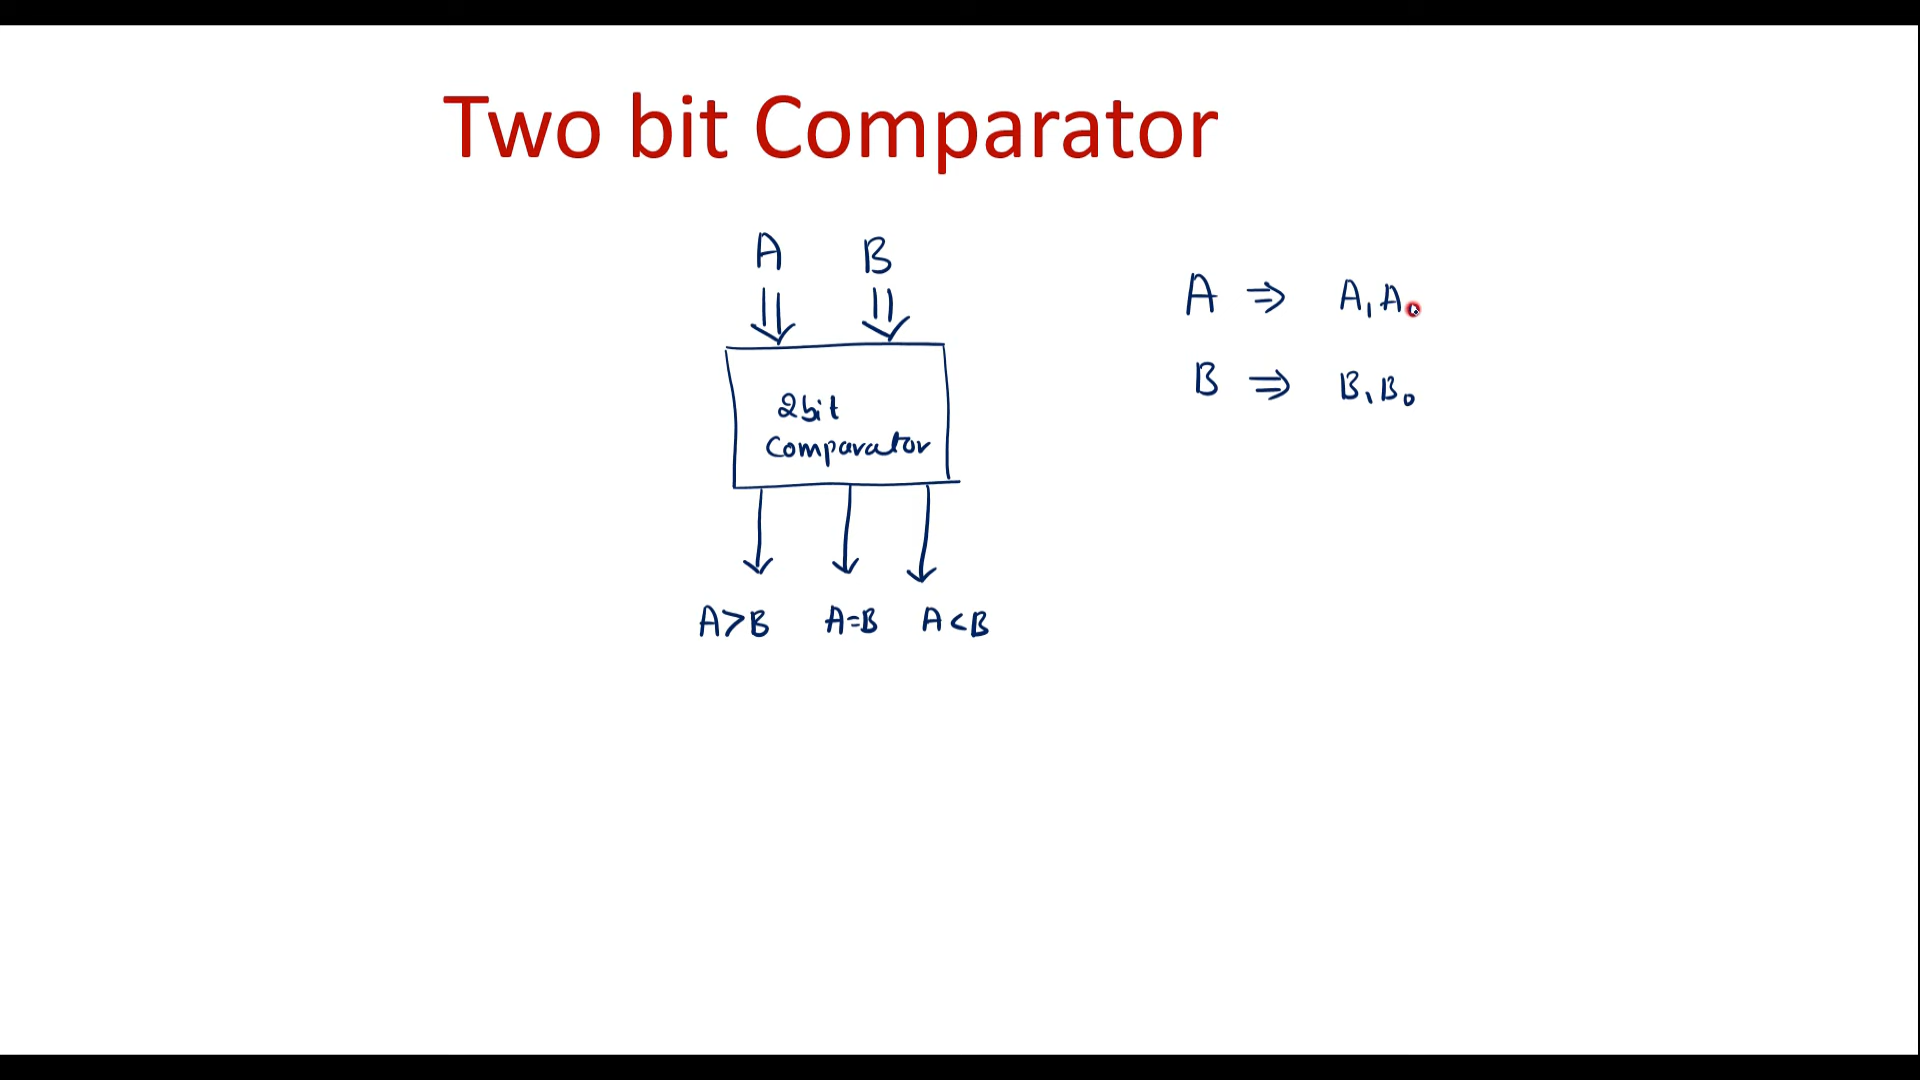 Two bit Comparator
A B
A ⇒ A₁A₀
B ⇒ B₁B₀
2bit
Comparator
A>B A=B A<B